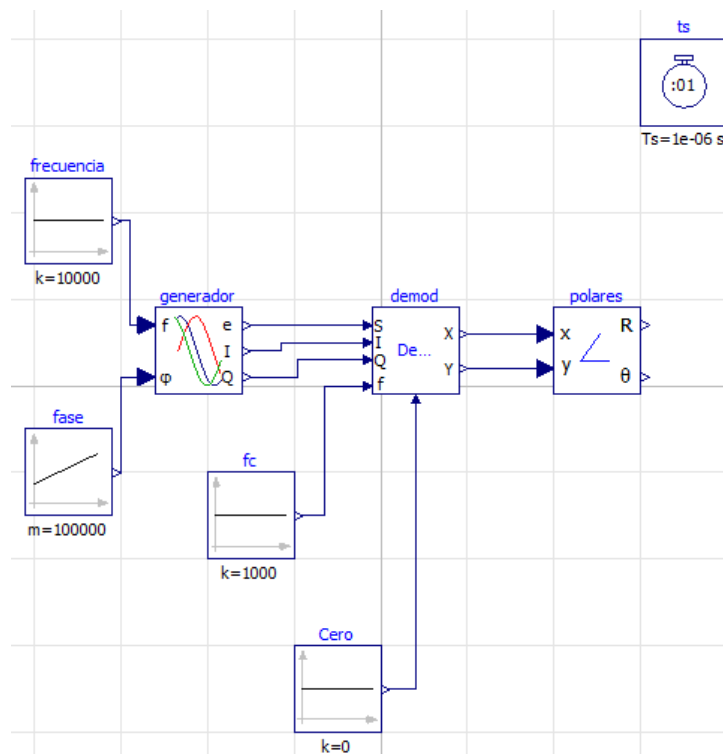 ts
:01
Ts=1e-06 s
frecuencia
k=10000
generador
f e
I
φ Q
demod
S X
I
De...
Q Y
f
polares
x R
y θ
fase
m=100000
fc
k=1000
Cero
k=0